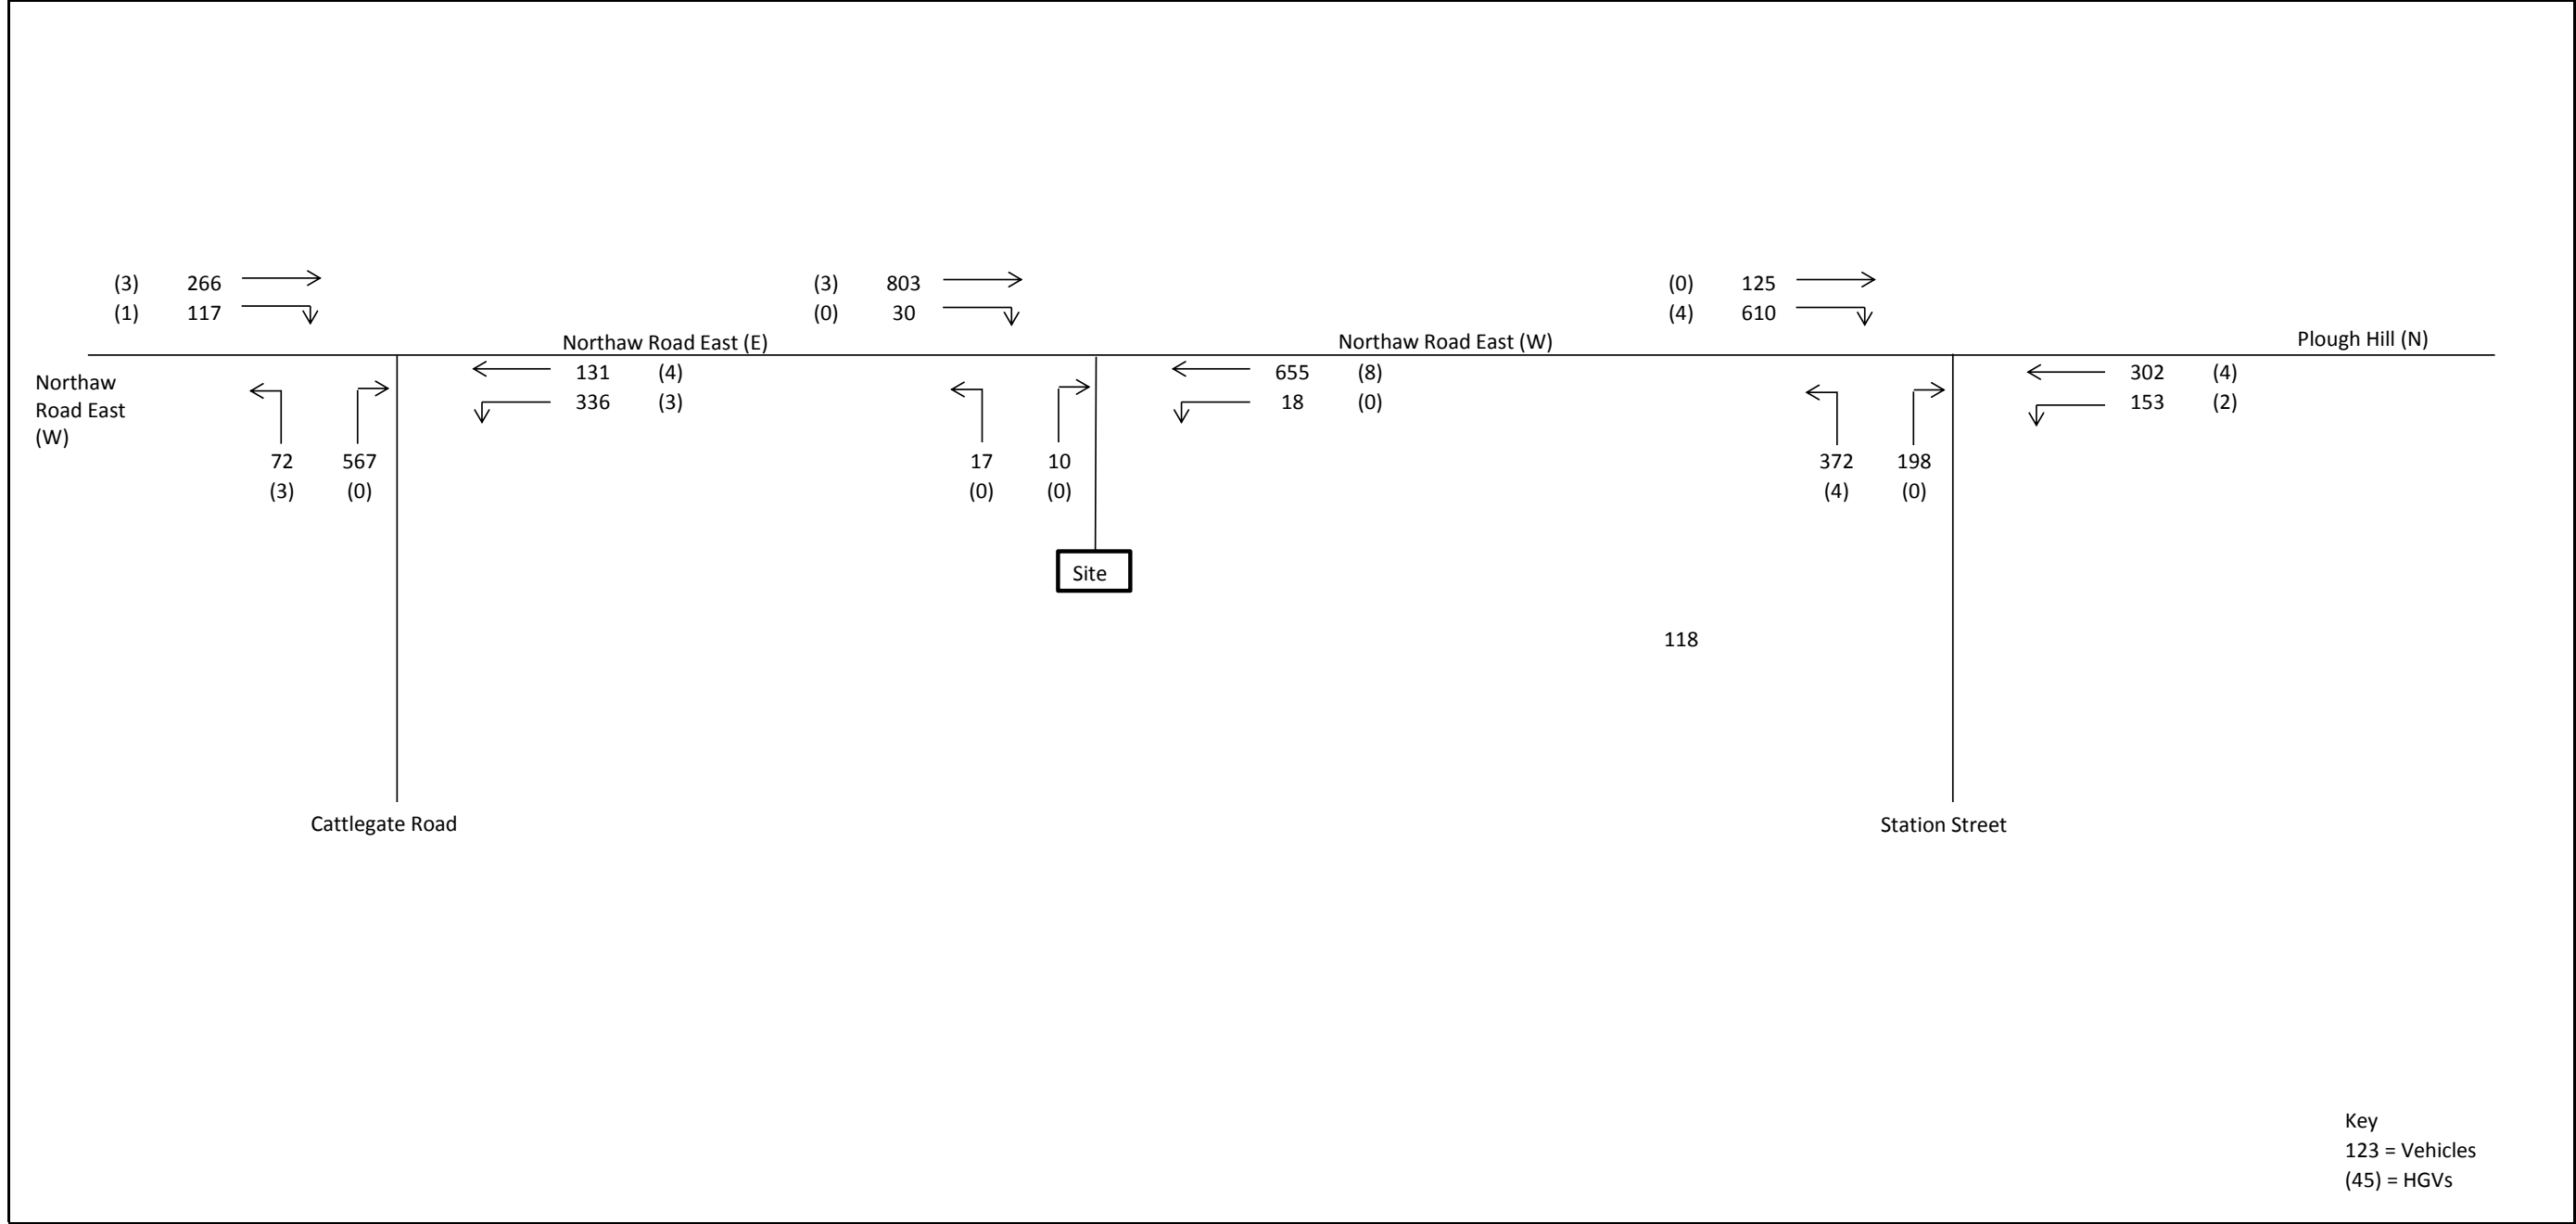 (3) 266 (3) 803 (0) 125
(1) 117 (0) 30 (4) 610
Northaw Road East (E) Northaw Road East (W) Plough Hill (N)
Northaw
Road East
(W)
131 (4) 655 (8) 302 (4)
336 (3) 18 (0) 153 (2)
72 567 17 10 372 198
(3) (0) (0) (0) (4) (0)
Site
118
Cattlegate Road Station Street
Key
123 = Vehicles
(45) = HGVs